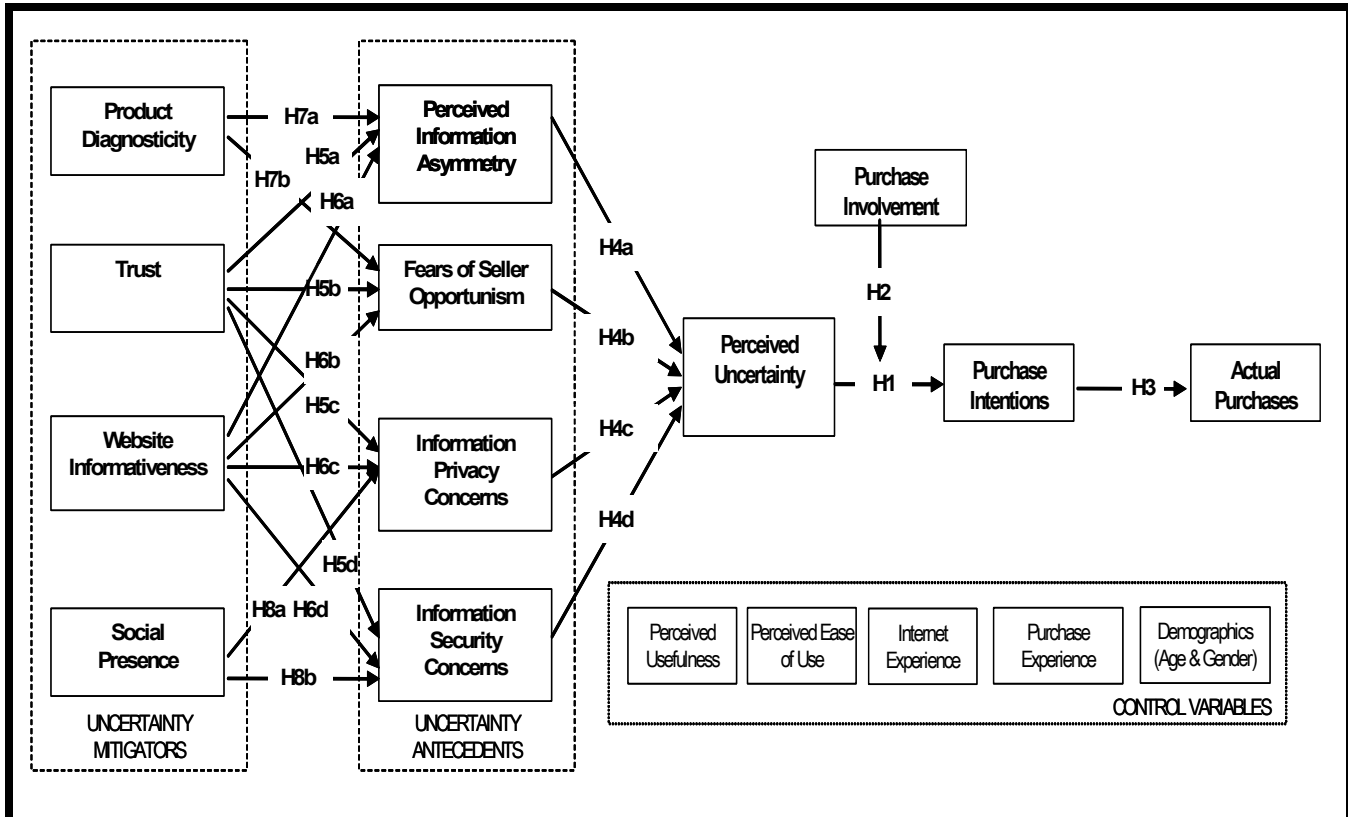 Product
Diagnosticity
Trust
Website
Informativeness
Social
Presence
UNCERTAINTY
MITIGATORS
H7a
H5a
H7b
H6a
H5b
H6b
H5c
H6c
H5d
H8a
H6d
H8b
Perceived
Information
Asymmetry
Fears of Seller
Opportunism
Information
Privacy
Concerns
Information
Security
Concerns
UNCERTAINTY
ANTECEDENTS
H4a
H4b
H4c
H4d
Perceived
Uncertainty
Purchase
Involvement
H2
H1
Purchase
Intentions
H3
Actual
Purchases
Perceived
Usefulness
Perceived Ease
of Use
Internet
Experience
Purchase
Experience
Demographics
(Age & Gender)
CONTROL VARIABLES